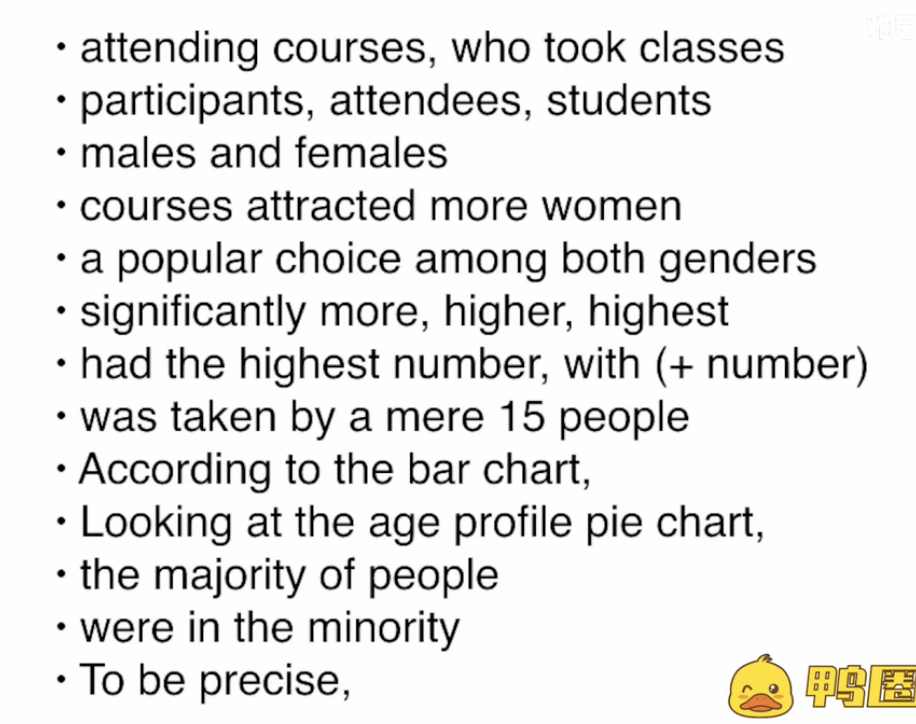 • attending courses, who took classes
• participants, attendees, students
• males and females
• courses attracted more women
• a popular choice among both genders
• significantly more, higher, highest
• had the highest number, with (+ number)
• was taken by a mere 15 people
• According to the bar chart,
• Looking at the age profile pie chart,
• the majority of people
• were in the minority
• To be precise,
鸭圈